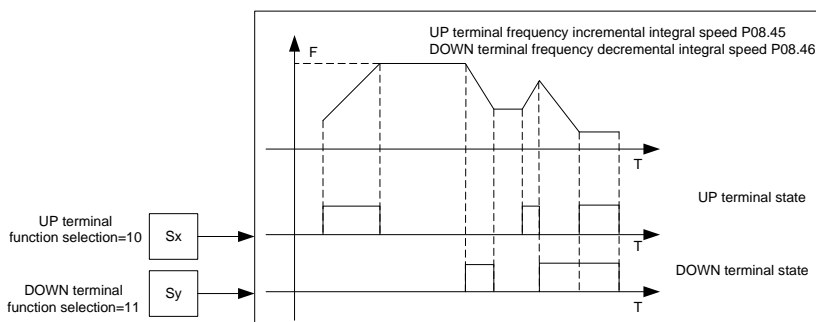 UP terminal frequency incremental integral speed P08.45
DOWN terminal frequency decremental integral speed P08.46
F
T
UP terminal state
UP terminal
function selection=10
Sx
T
DOWN terminal state
DOWN terminal
function selection=11
Sy
T